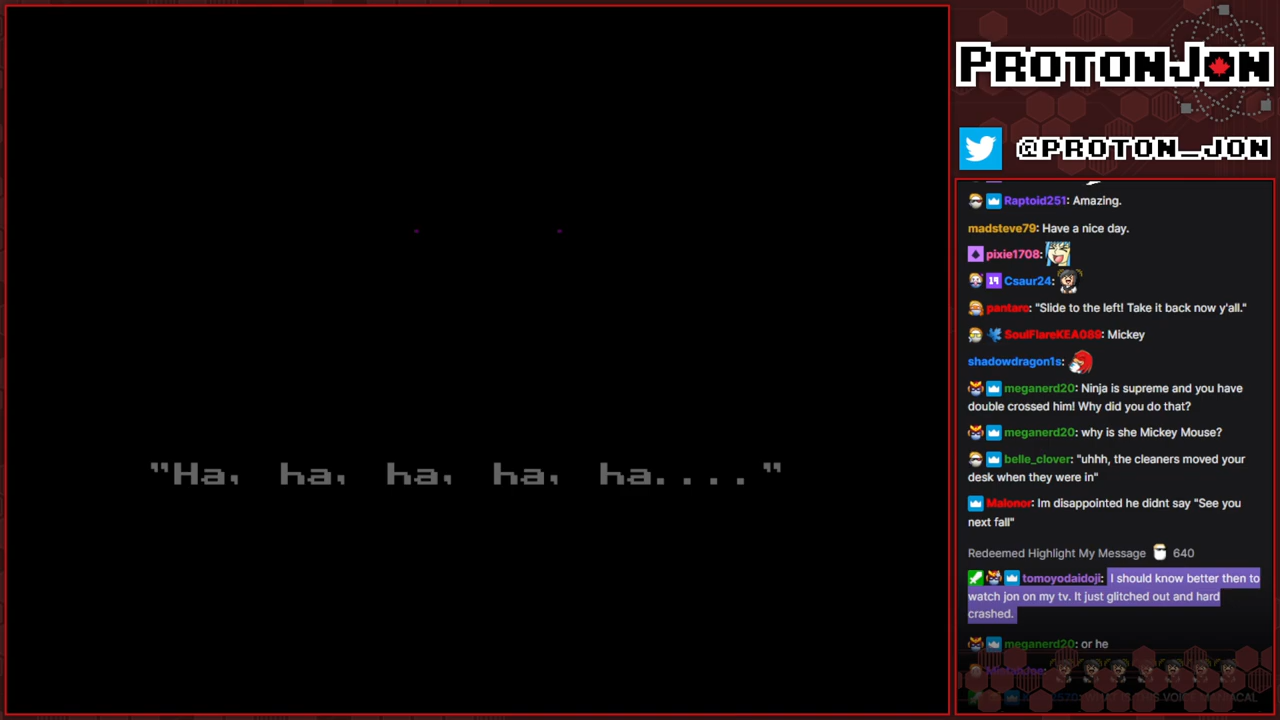 "Ha, ha, ha, ha, ha...."
PROTONJON
@PROTON_JON
Raptoid251: Amazing.
madsteve79: Have a nice day.
pixie1708:
19 Csaur24:
pantaro: "Slide to the left! Take it back now y'all."
SoulFlareKEA089: Mickey
shadowdragon1s:
meganerd20: Ninja is supreme and you have
double crossed him! Why did you do that?
meganerd20: why is she Mickey Mouse?
belle_clover: "uhhh, the cleaners moved your
desk when they were in"
Malonor: Im disappointed he didnt say "See you
next fall"
Redeemed Highlight My Message 640
tomoyodaidoji: I should know better then to
watch jon on my tv. It just glitched out and hard
crashed.
meganerd20: or he
VOICE